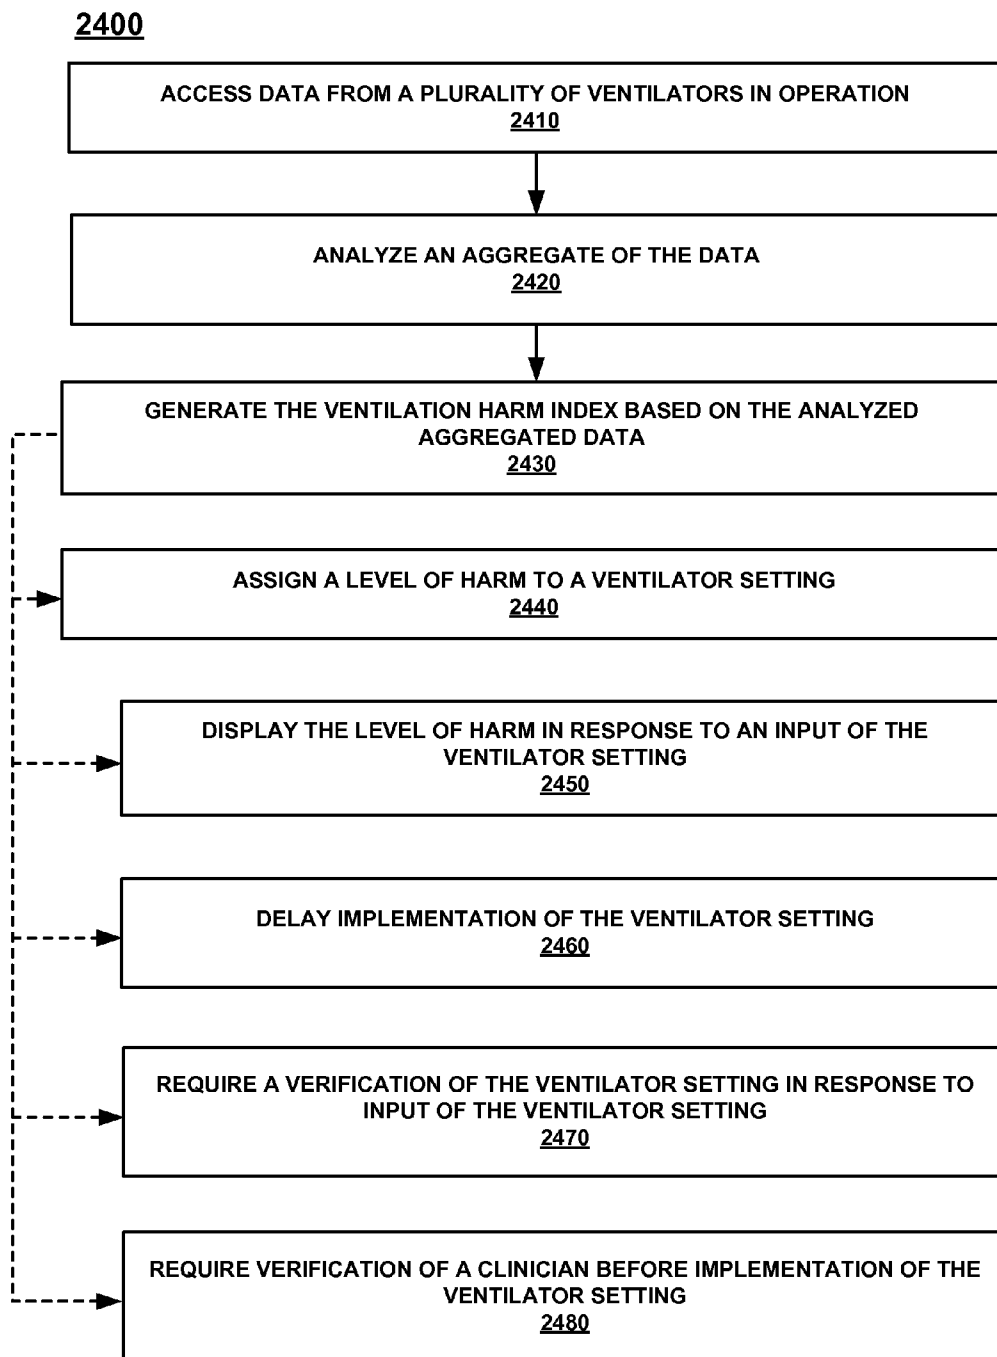 2400
ACCESS DATA FROM A PLURALITY OF VENTILATORS IN OPERATION
2410
ANALYZE AN AGGREGATE OF THE DATA
2420
GENERATE THE VENTILATION HARM INDEX BASED ON THE ANALYZED
AGGREGATED DATA
2430
ASSIGN A LEVEL OF HARM TO A VENTILATOR SETTING
2440
DISPLAY THE LEVEL OF HARM IN RESPONSE TO AN INPUT OF THE
VENTILATOR SETTING
2450
DELAY IMPLEMENTATION OF THE VENTILATOR SETTING
2460
REQUIRE A VERIFICATION OF THE VENTILATOR SETTING IN RESPONSE TO
INPUT OF THE VENTILATOR SETTING
2470
REQUIRE VERIFICATION OF A CLINICIAN BEFORE IMPLEMENTATION OF THE
VENTILATOR SETTING
2480